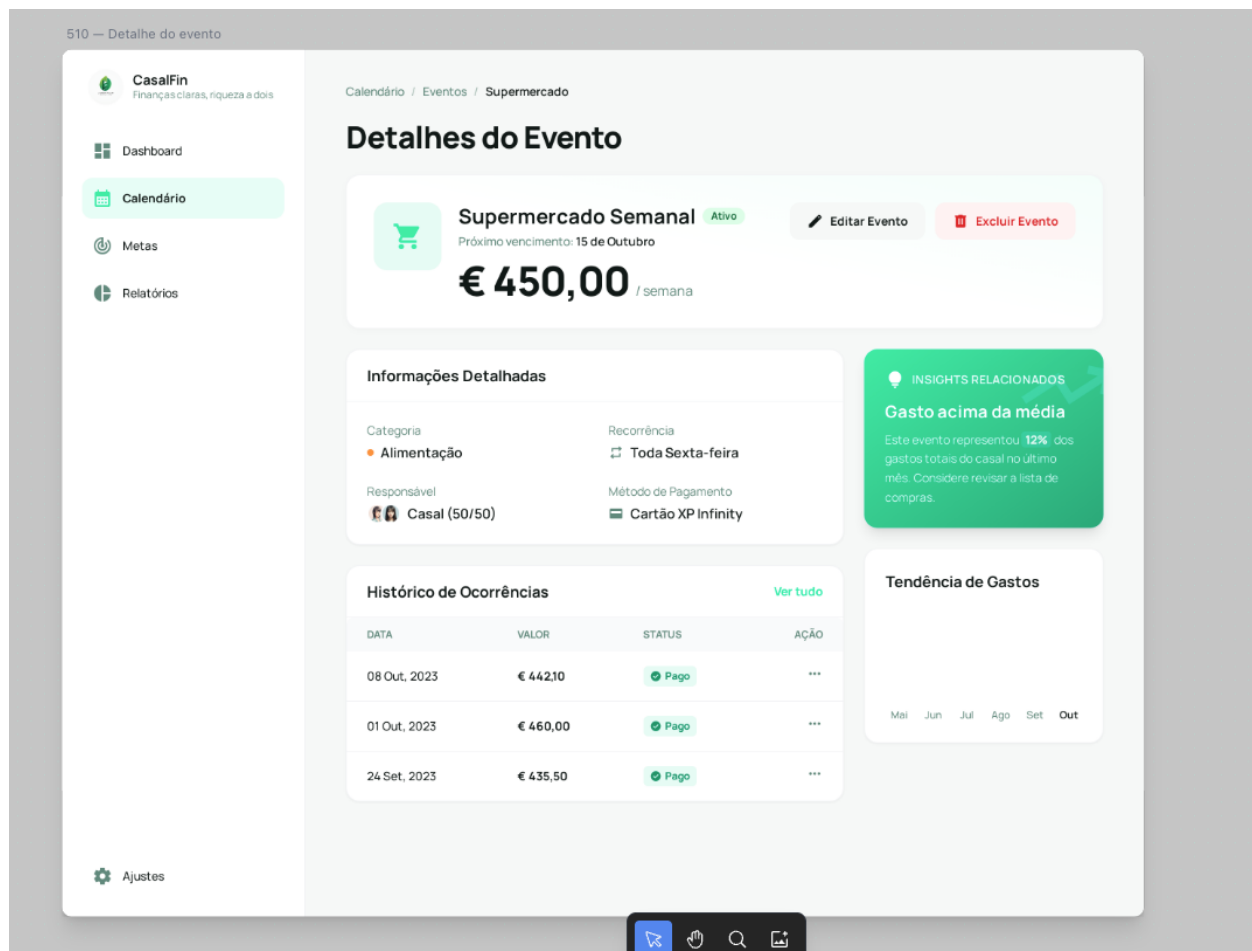 510 — Detalhe do evento
CasalFin
Finanças claras, riqueza a dois
Dashboard
Calendário
Metas
Relatórios
Ajustes
Calendário / Eventos / Supermercado
Detalhes do Evento
Supermercado Semanal Ativo
Próximo vencimento: 15 de Outubro
€ 450,00 / semana
Editar Evento
Excluir Evento
Informações Detalhadas
Categoria
Alimentação
Recorrência
Toda Sexta-feira
Responsável
Casal (50/50)
Método de Pagamento
Cartão XP Infinity
Histórico de Ocorrências
Ver tudo
DATA VALOR STATUS AÇÃO
08 Out, 2023 € 442,10 Pago ...
01 Out, 2023 € 460,00 Pago ...
24 Set, 2023 € 435,50 Pago ...
INSIGHTS RELACIONADOS
Gasto acima da média
Este evento representou 12% dos
gastos totais do casal no último
mês. Considere revisar a lista de
compras.
Tendência de Gastos
Mai Jun Jul Ago Set Out